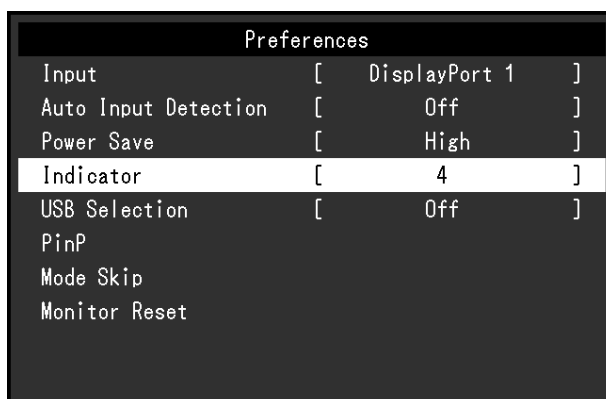 Preferences
Input [ DisplayPort 1 ]
Auto Input Detection [ Off ]
Power Save [ High ]
Indicator [ 4 ]
USB Selection [ Off ]
PinP
Mode Skip
Monitor Reset